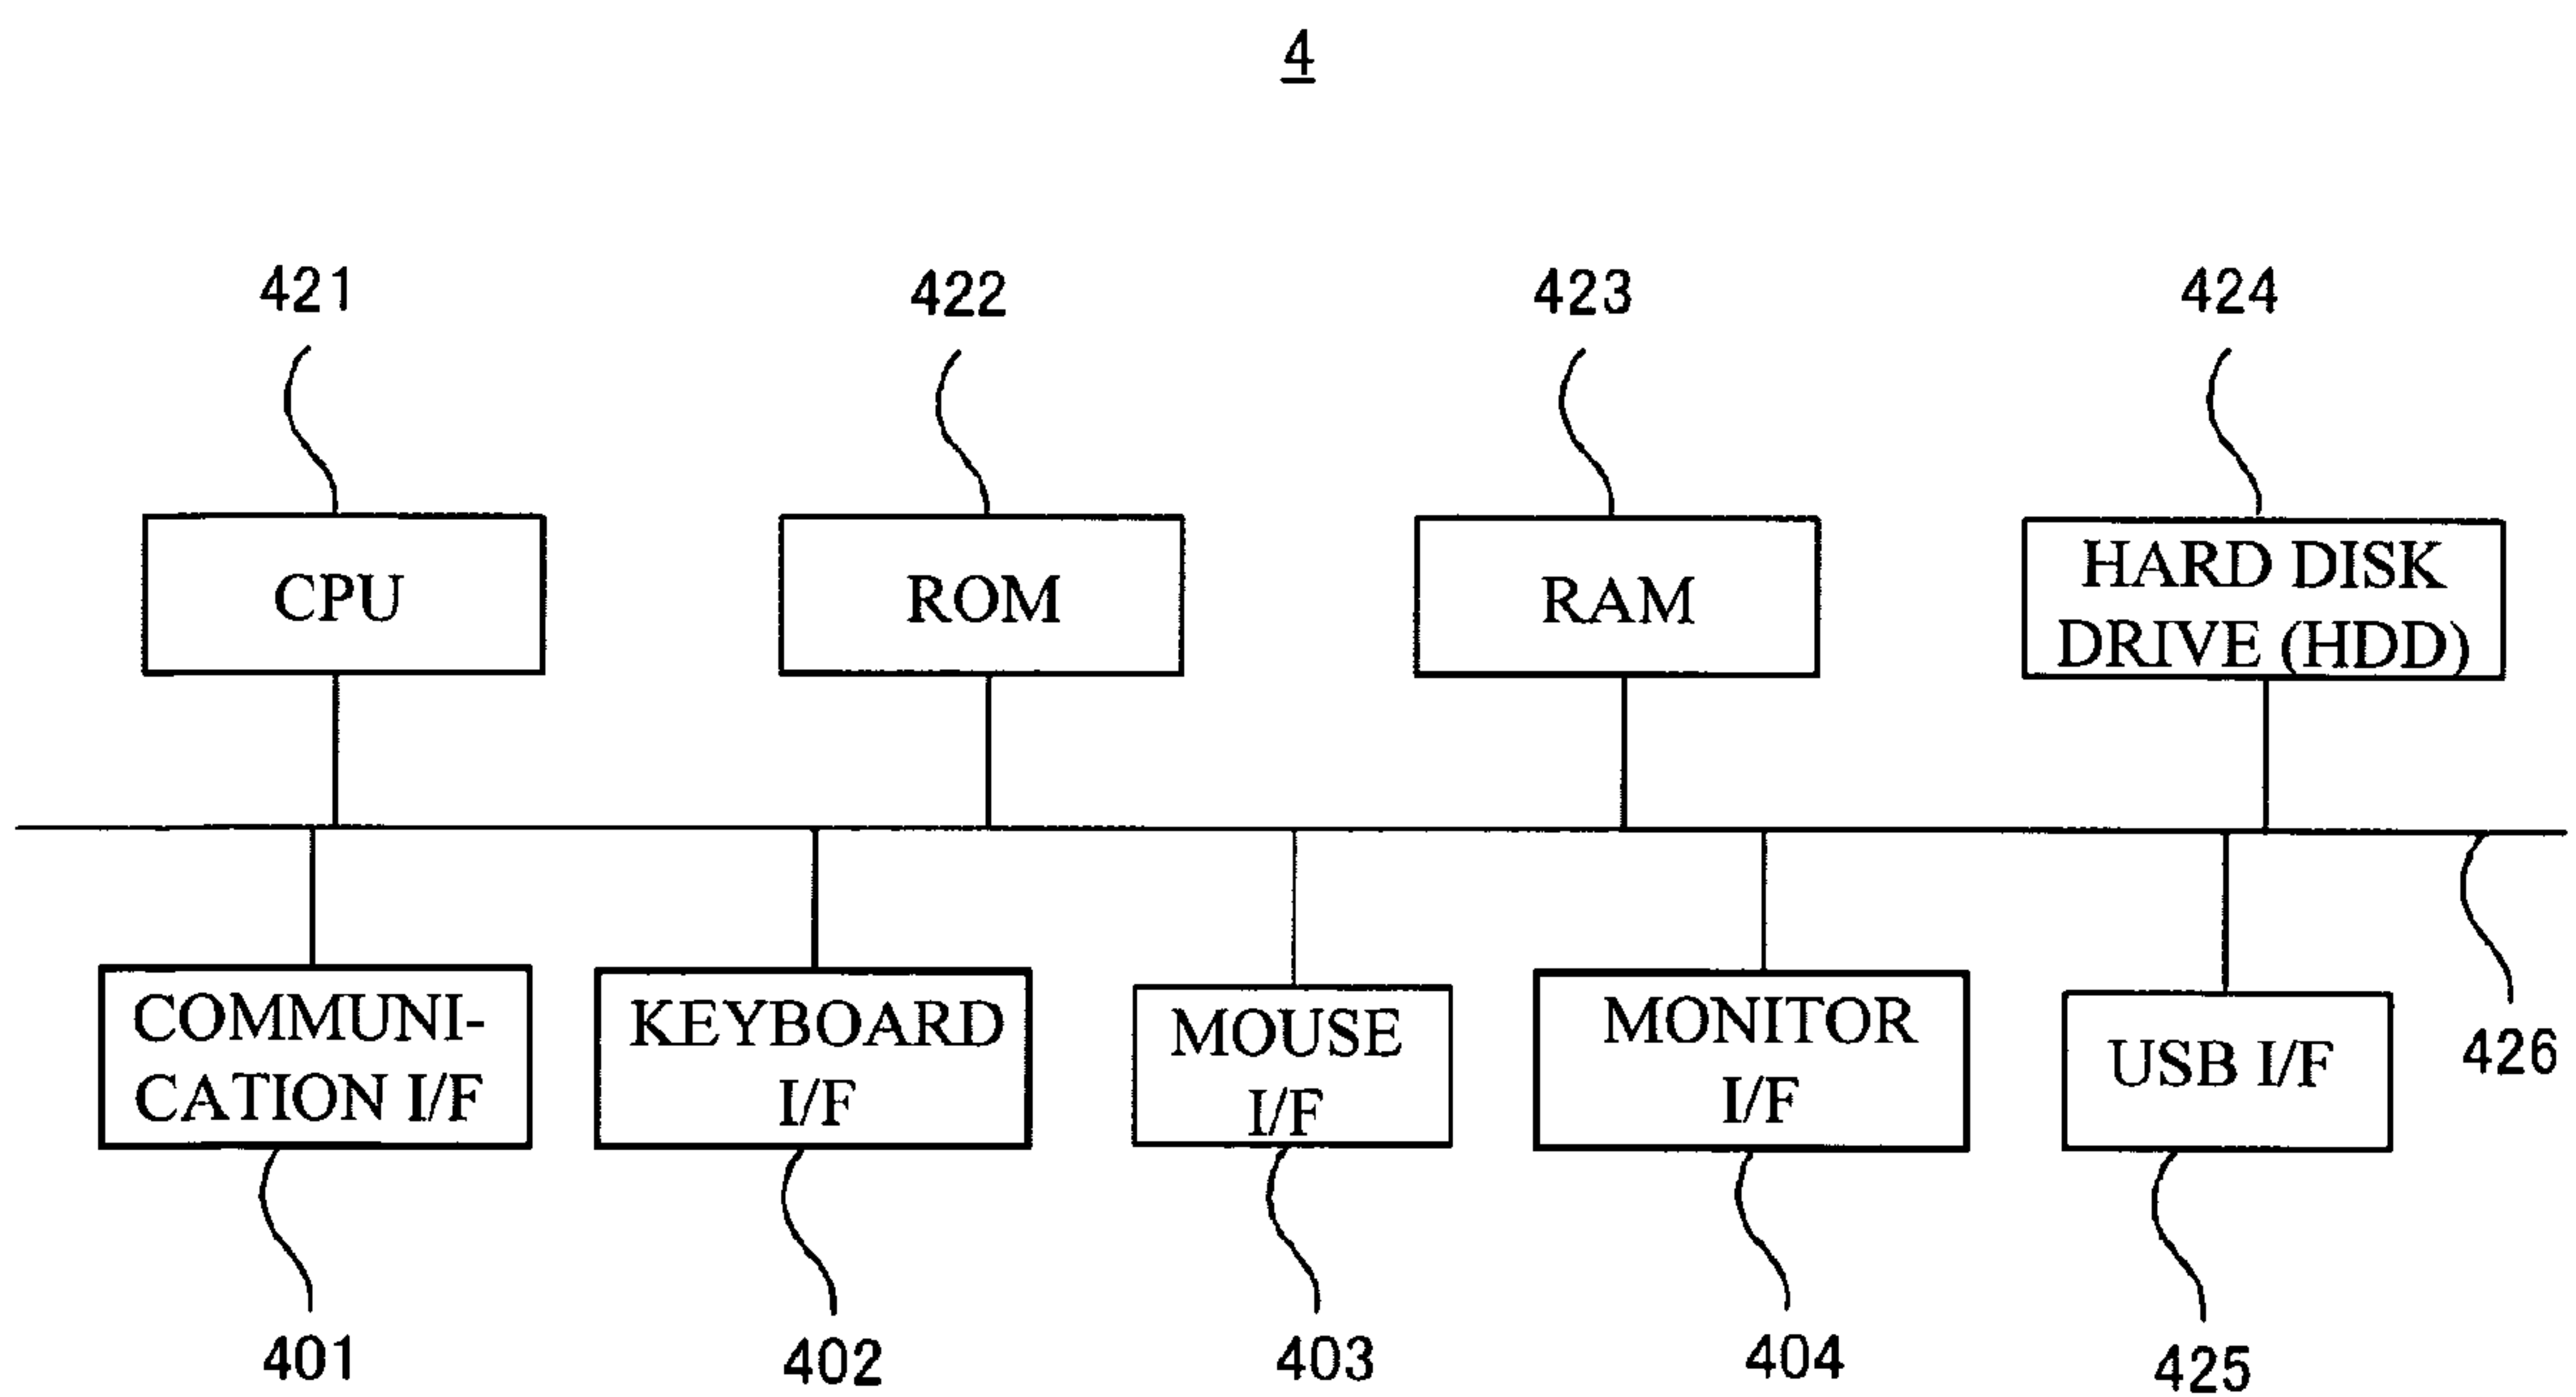 4
421
422
423
424
CPU
ROM
RAM
HARD DISK
DRIVE (HDD)
COMMUNI-
CATION I/F
KEYBOARD
I/F
MOUSE
I/F
MONITOR
I/F
USB I/F
426
401
402
403
404
425